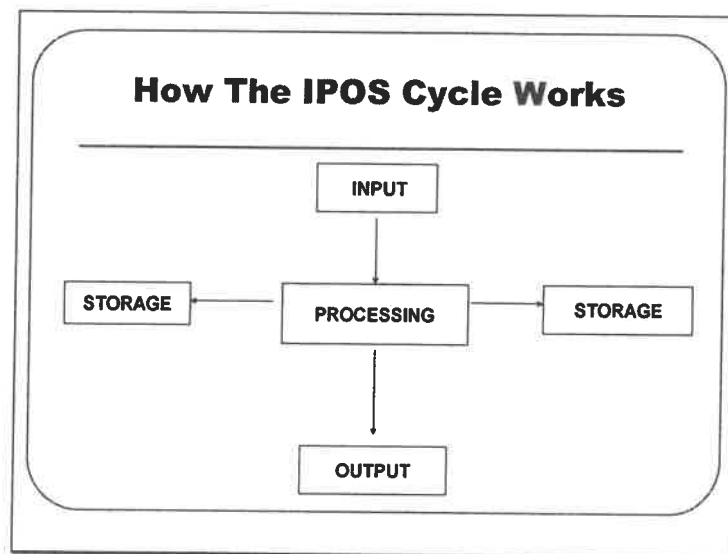 How The IPOS Cycle Works
INPUT
STORAGE
PROCESSING
STORAGE
OUTPUT